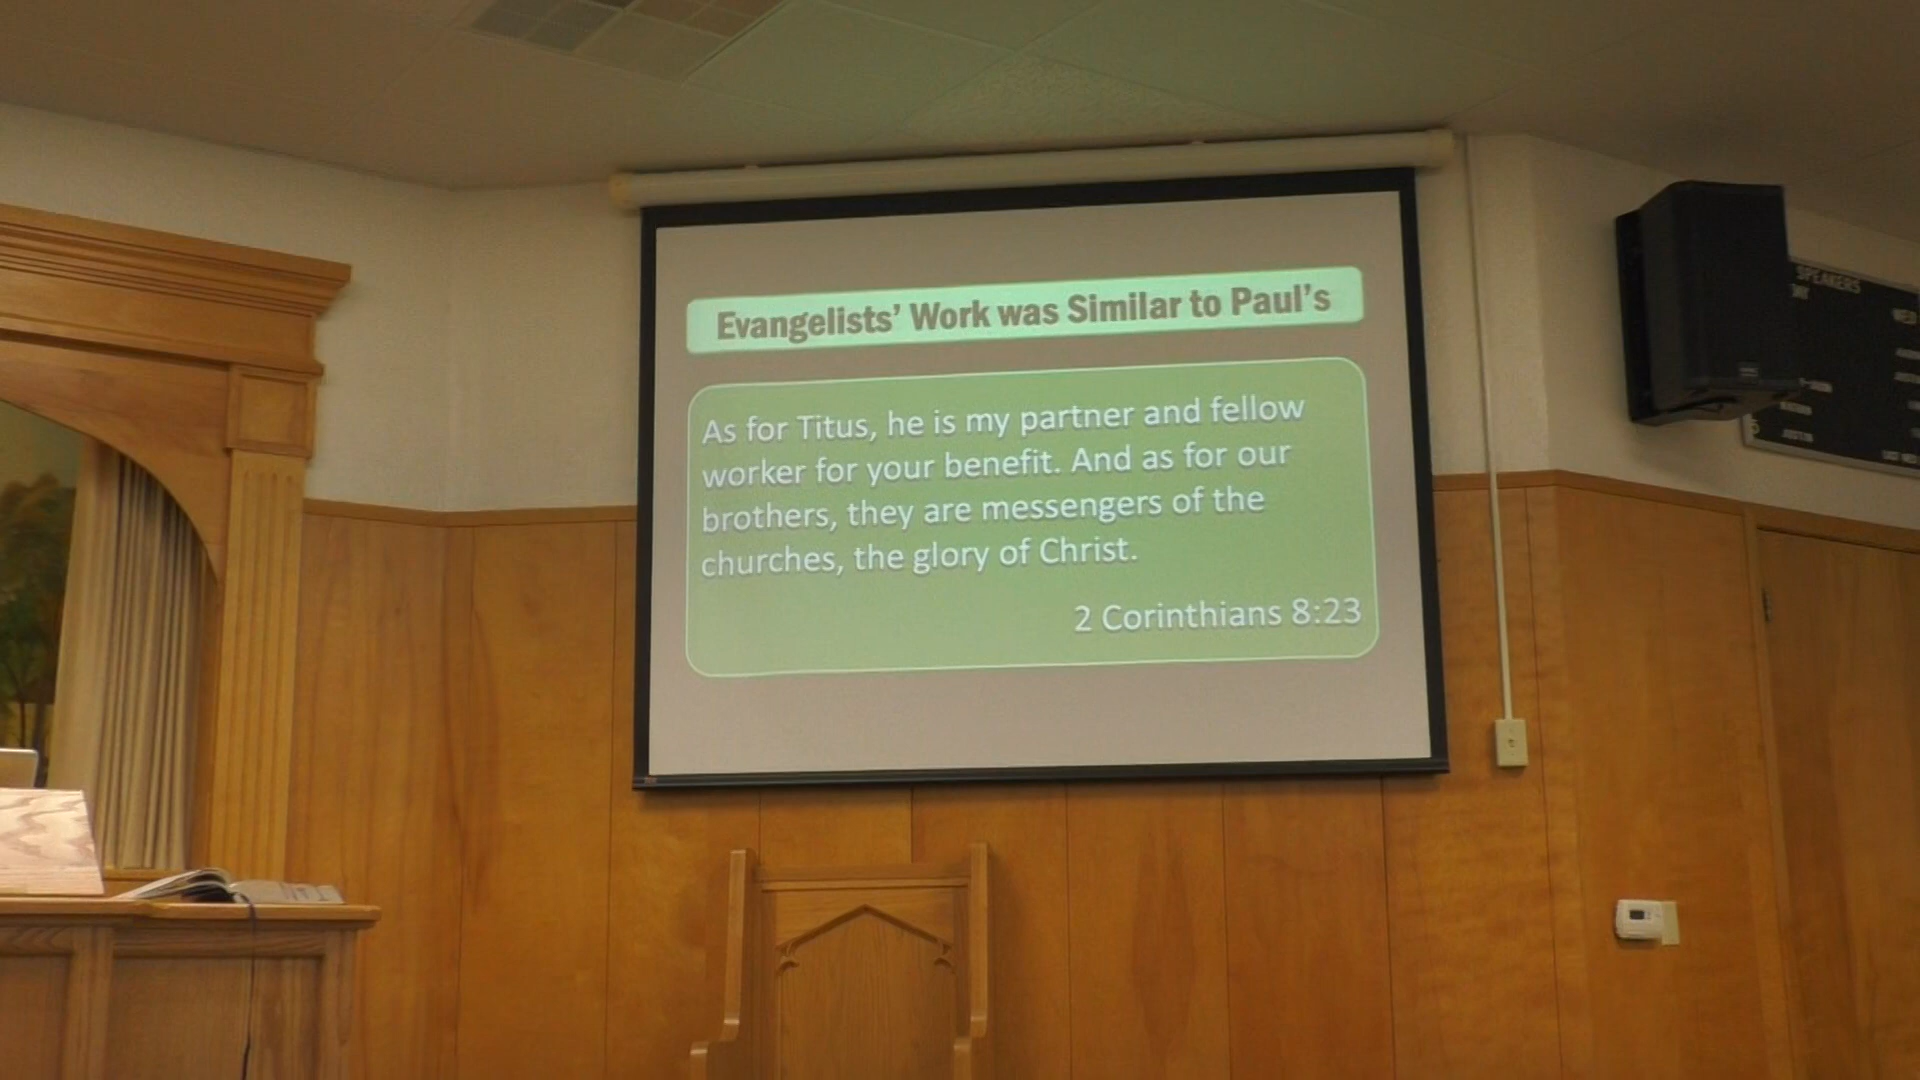 Evangelists' Work was Similar to Paul's
As for Titus, he is my partner and fellow
worker for your benefit. And as for our
brothers, they are messengers of the
churches, the glory of Christ.
2 Corinthians 8:23
SPEAKERS
WED
JUSTIN